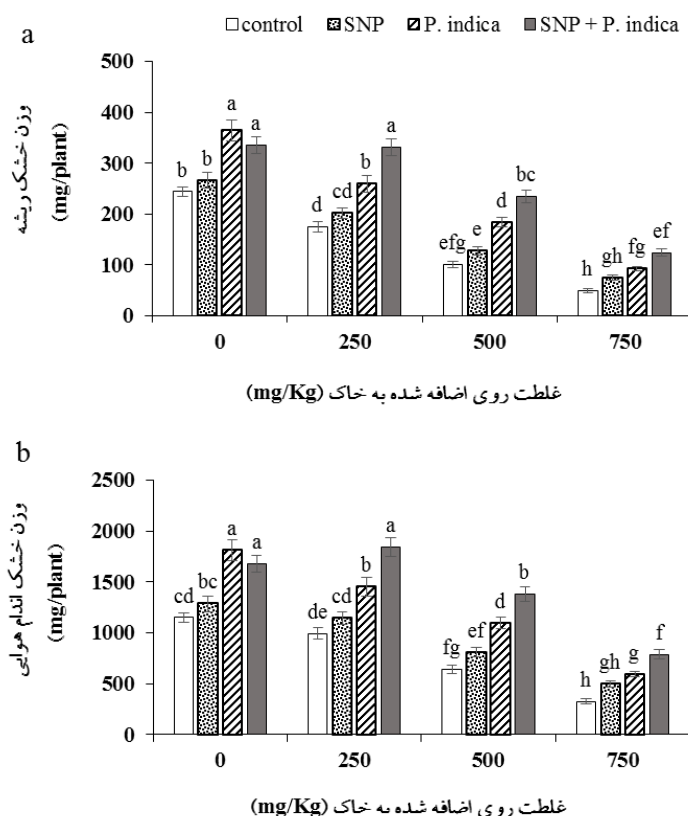 a
control SNP P. indica SNP + P. indica
وزن خشک ریشه
(mg/plant)
500
400
300
200
100
0
b b a a
d cd b a
efg e d bc
h gh fg ef
0 250 500 750
غلطت روی اضافه شده به خاک (mg/Kg)
b
وزن خشک اندام هوایی
(mg/plant)
2500
2000
1500
1000
500
0
cd bc a a
de cd b a
fg ef d b
h gh g f
0 250 500 750
غلطت روی اضافه شده به خاک (mg/Kg)